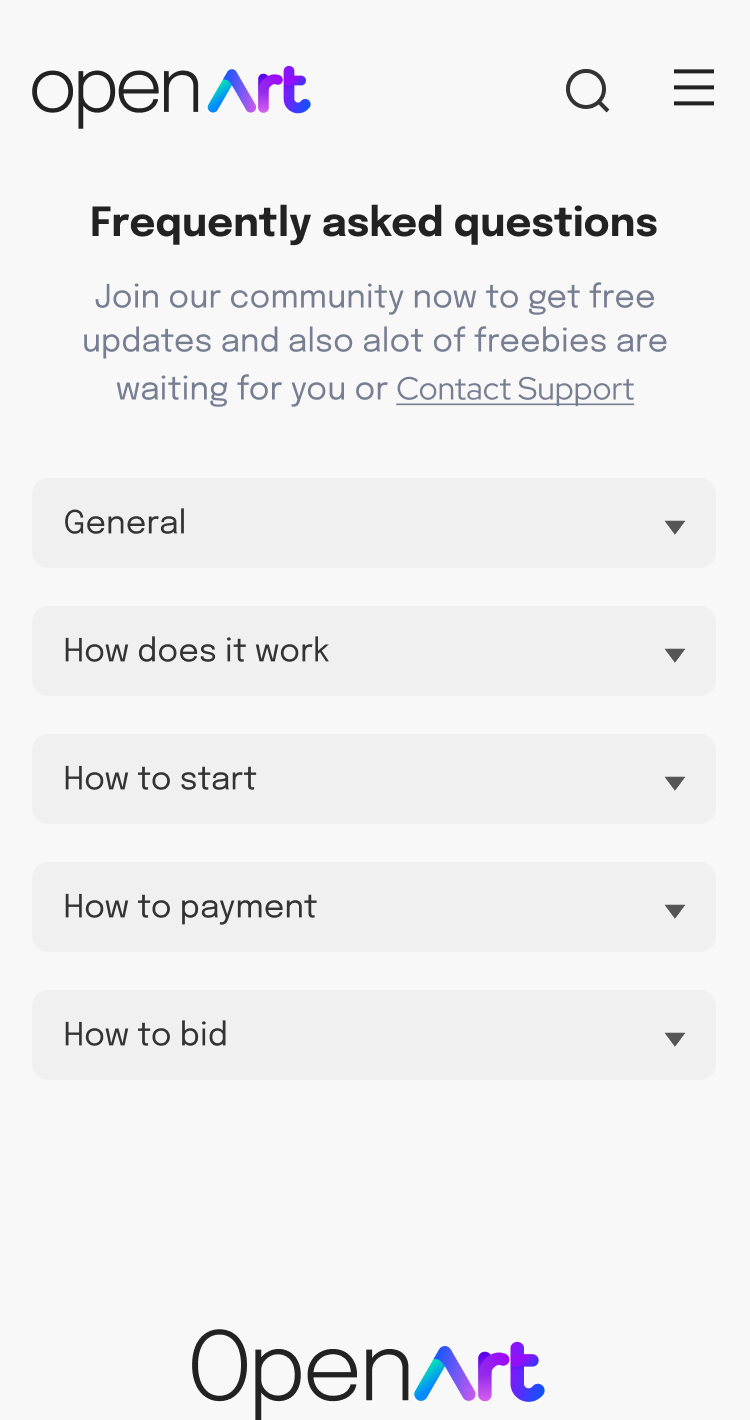 openArt
Frequently asked questions
Join our community now to get free
updates and also alot of freebies are
waiting for you or Contact Support
General
How does it work
How to start
How to payment
How to bid
OpenArt